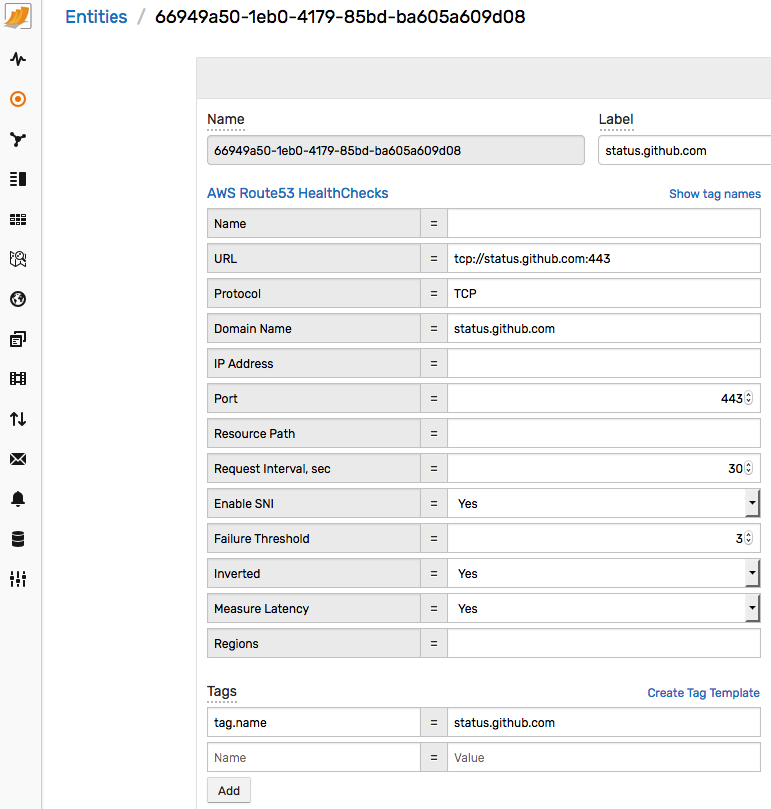 Entities / 66949a50-1eb0-4179-85bd-ba605a609d08
Name Label
66949a50-1eb0-4179-85bd-ba605a609d08 status.github.com
AWS Route53 HealthChecks Show tag names
Name =
URL = tcp://status.github.com:443
Protocol = TCP
Domain Name = status.github.com
IP Address =
Port = 443
Resource Path =
Request Interval, sec = 30
Enable SNI = Yes
Failure Threshold = 3
Inverted = Yes
Measure Latency = Yes
Regions =
Tags Create Tag Template
tag.name = status.github.com
Name = Value
Add